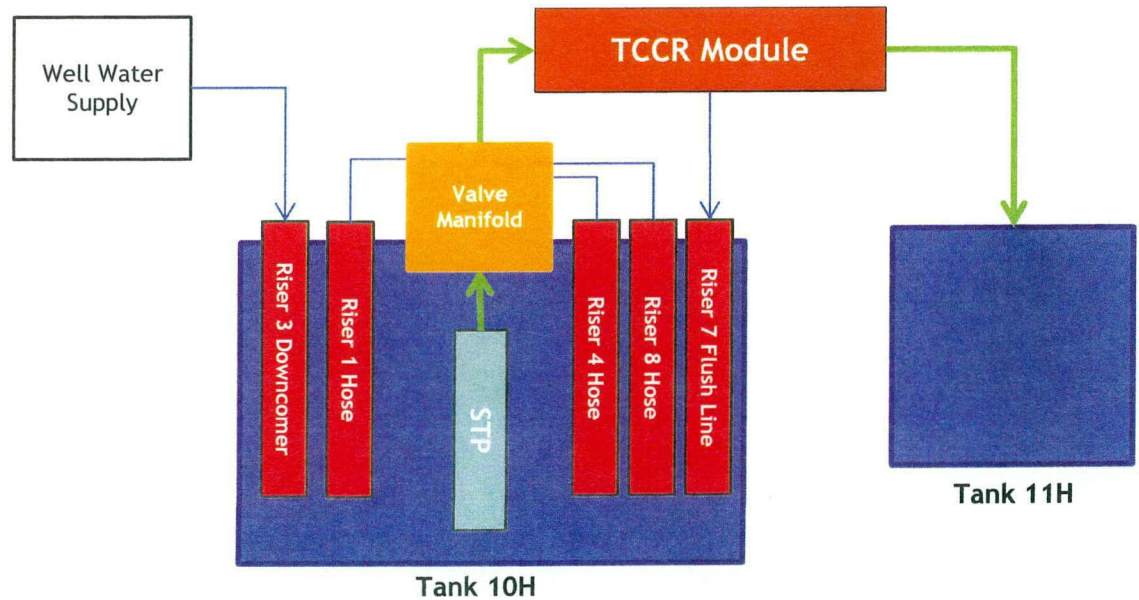 Well Water
Supply
TCCR Module
Valve
Manifold
Riser 3 Downcomer
Riser 1 Hose
STP
Riser 4 Hose
Riser 8 Hose
Riser 7 Flush Line
Tank 10H
Tank 11H